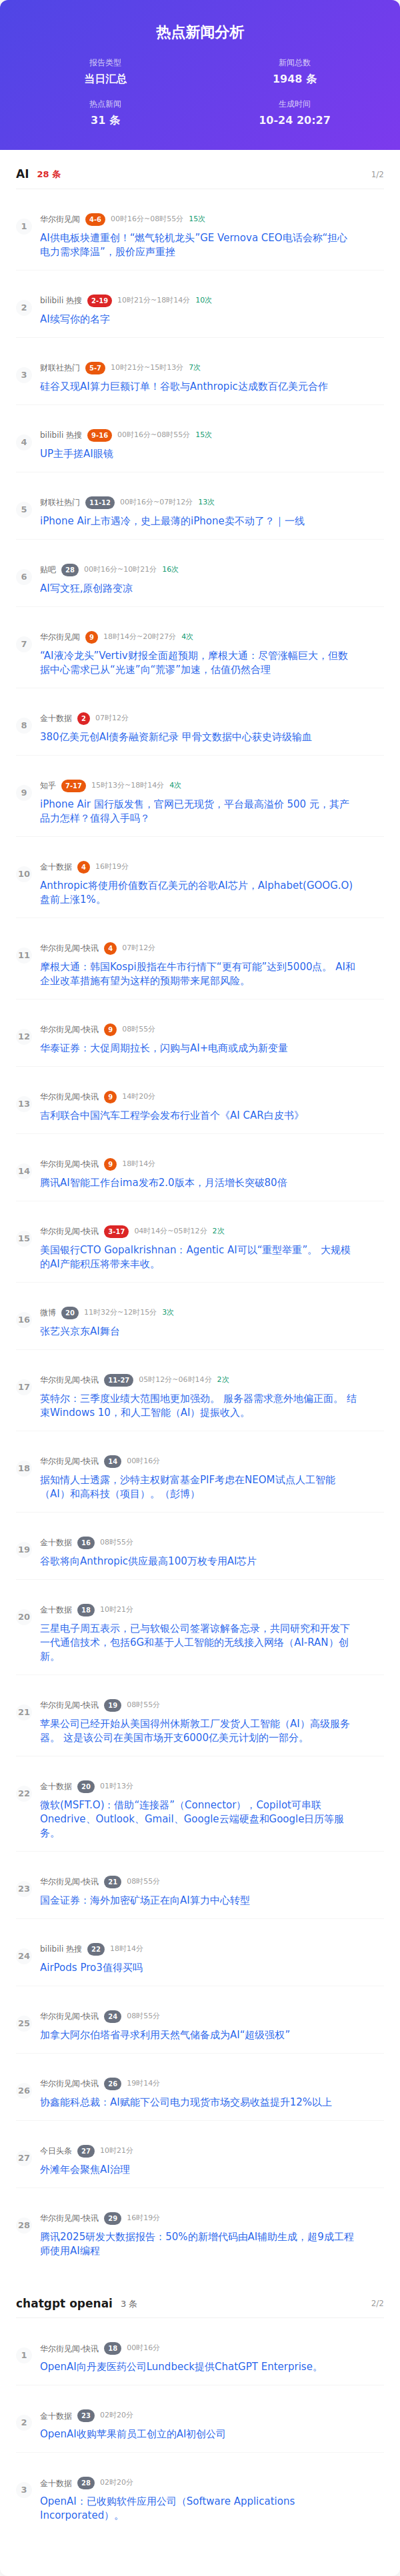 热点新闻分析
报告类型
当日汇总
新闻总数
1948 条
热点新闻
31 条
生成时间
10-24 20:27
AI 28 条 1/2
1
华尔街见闻 4-6 00时16分~08时55分 15次
AI供电板块遭重创！“燃气轮机龙头”GE Vernova CEO电话会称“担心
电力需求降温”，股价应声重挫
2
bilibili 热搜 2-19 10时21分~18时14分 10次
AI续写你的名字
3
财联社热门 5-7 10时21分~15时13分 7次
硅谷又现AI算力巨额订单！谷歌与Anthropic达成数百亿美元合作
4
bilibili 热搜 9-16 00时16分~08时55分 15次
UP主手搓AI眼镜
5
财联社热门 11-12 00时16分~07时12分 13次
iPhone Air上市遇冷，史上最薄的iPhone卖不动了？｜一线
6
贴吧 28 00时16分~10时21分 16次
AI写文狂,原创路变凉
7
华尔街见闻 9 18时14分~20时27分 4次
“AI液冷龙头”Vertiv财报全面超预期，摩根大通：尽管涨幅巨大，但数
据中心需求已从“光速”向“荒谬”加速，估值仍然合理
8
金十数据 2 07时12分
380亿美元创AI债务融资新纪录 甲骨文数据中心获史诗级输血
9
知乎 7-17 15时13分~18时14分 4次
iPhone Air 国行版发售，官网已无现货，平台最高溢价 500 元，其产
品力怎样？值得入手吗？
10
金十数据 4 16时19分
Anthropic将使用价值数百亿美元的谷歌AI芯片，Alphabet(GOOG.O)
盘前上涨1%。
11
华尔街见闻-快讯 4 07时12分
摩根大通：韩国Kospi股指在牛市行情下“更有可能”达到5000点。 AI和
企业改革措施有望为这样的预期带来尾部风险。
12
华尔街见闻-快讯 9 08时55分
华泰证券：大促周期拉长，闪购与AI+电商或成为新变量
13
华尔街见闻-快讯 9 14时20分
吉利联合中国汽车工程学会发布行业首个《AI CAR白皮书》
14
华尔街见闻-快讯 9 18时14分
腾讯AI智能工作台ima发布2.0版本，月活增长突破80倍
15
华尔街见闻-快讯 3-17 04时14分~05时12分 2次
美国银行CTO Gopalkrishnan：Agentic AI可以“重型举重”。 大规模
的AI产能积压将带来丰收。
16
微博 20 11时32分~12时15分 3次
张艺兴京东AI舞台
17
华尔街见闻-快讯 11-27 05时12分~06时14分 2次
英特尔：三季度业绩大范围地更加强劲。 服务器需求意外地偏正面。 结
束Windows 10，和人工智能（AI）提振收入。
18
华尔街见闻-快讯 14 00时16分
据知情人士透露，沙特主权财富基金PIF考虑在NEOM试点人工智能
（AI）和高科技（项目）。（彭博）
19
金十数据 16 08时55分
谷歌将向Anthropic供应最高100万枚专用AI芯片
20
金十数据 18 10时21分
三星电子周五表示，已与软银公司签署谅解备忘录，共同研究和开发下
一代通信技术，包括6G和基于人工智能的无线接入网络（AI-RAN）创
新。
21
华尔街见闻-快讯 19 08时55分
苹果公司已经开始从美国得州休斯敦工厂发货人工智能（AI）高级服务
器。 这是该公司在美国市场开支6000亿美元计划的一部分。
22
金十数据 20 01时13分
微软(MSFT.O)：借助“连接器”（Connector），Copilot可串联
Onedrive、Outlook、Gmail、Google云端硬盘和Google日历等服
务。
23
华尔街见闻-快讯 21 08时55分
国金证券：海外加密矿场正在向AI算力中心转型
24
bilibili 热搜 22 18时14分
AirPods Pro3值得买吗
25
华尔街见闻-快讯 24 08时55分
加拿大阿尔伯塔省寻求利用天然气储备成为AI“超级强权”
26
华尔街见闻-快讯 26 19时14分
协鑫能科总裁：AI赋能下公司电力现货市场交易收益提升12%以上
27
今日头条 27 10时21分
外滩年会聚焦AI治理
28
华尔街见闻-快讯 29 16时19分
腾讯2025研发大数据报告：50%的新增代码由AI辅助生成，超9成工程
师使用AI编程
chatgpt openai 3 条 2/2
1
华尔街见闻-快讯 18 00时16分
OpenAI向丹麦医药公司Lundbeck提供ChatGPT Enterprise。
2
金十数据 23 02时20分
OpenAI收购苹果前员工创立的AI初创公司
3
金十数据 28 02时20分
OpenAI：已收购软件应用公司（Software Applications
Incorporated）。